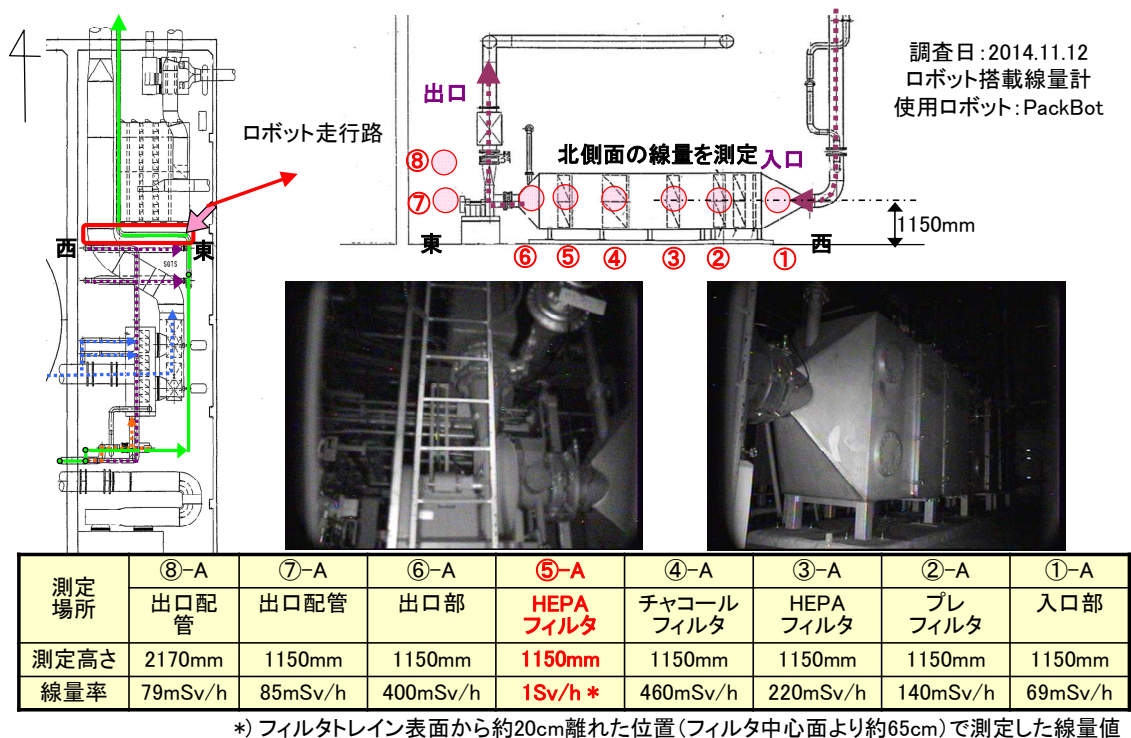 調査日:2014.11.12
ロボット搭載線量計
使用ロボット:PackBot
出口
ロボット走行路
北側面の線量を測定
入口
⑧
⑦
1150mm
東
西
⑥
⑤
④
③
②
①
西
東
SGTS
測定場所 ⑧-A ⑦-A ⑥-A ⑤-A ④-A ③-A ②-A ①-A
出口配管 出口配管 出口部 HEPAフィルタ チャコールフィルタ HEPAフィルタ プレフィルタ 入口部
測定高さ 2170mm 1150mm 1150mm 1150mm 1150mm 1150mm 1150mm 1150mm
線量率 79mSv/h 85mSv/h 400mSv/h 1Sv/h * 460mSv/h 220mSv/h 140mSv/h 69mSv/h
*)フィルタトレイン表面から約20cm離れた位置(フィルタ中心面より約65cm)で測定した線量値